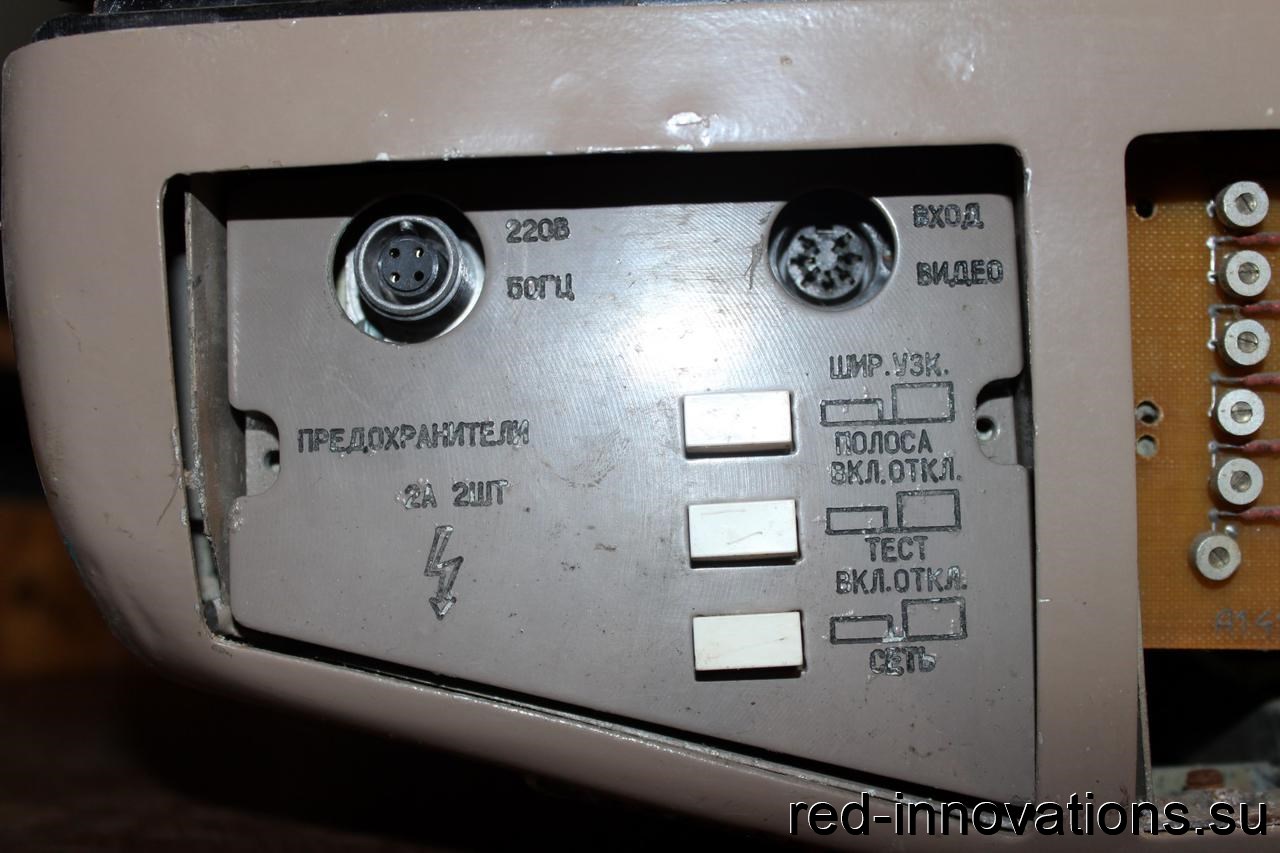 220В
50ГЦ
ВХОД
ВИДЕО
ПРЕДОХРАНИТЕЛИ
2А 2ШТ
ШИР.УЗК.
ПОЛОСА
ВКЛ.ОТКЛ.
ТЕСТ
ВКЛ.ОТКЛ.
СЕТЬ
red-innovations.su